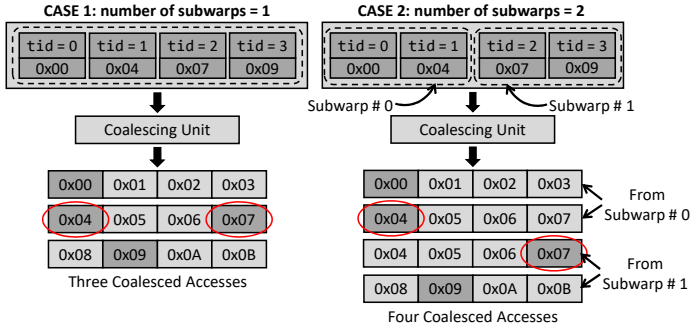 CASE 1: number of subwarps = 1
tid = 0 tid = 1 tid = 2 tid = 3
0x00 0x04 0x07 0x09
Coalescing Unit
0x00 0x01 0x02 0x03
0x04 0x05 0x06 0x07
0x08 0x09 0x0A 0x0B
Three Coalesced Accesses
CASE 2: number of subwarps = 2
tid = 0 tid = 1 tid = 2 tid = 3
0x00 0x04 0x07 0x09
Subwarp # 0 Subwarp # 1
Coalescing Unit
0x00 0x01 0x02 0x03
0x04 0x05 0x06 0x07
From
Subwarp # 0
0x04 0x05 0x06 0x07
0x08 0x09 0x0A 0x0B
From
Subwarp # 1
Four Coalesced Accesses